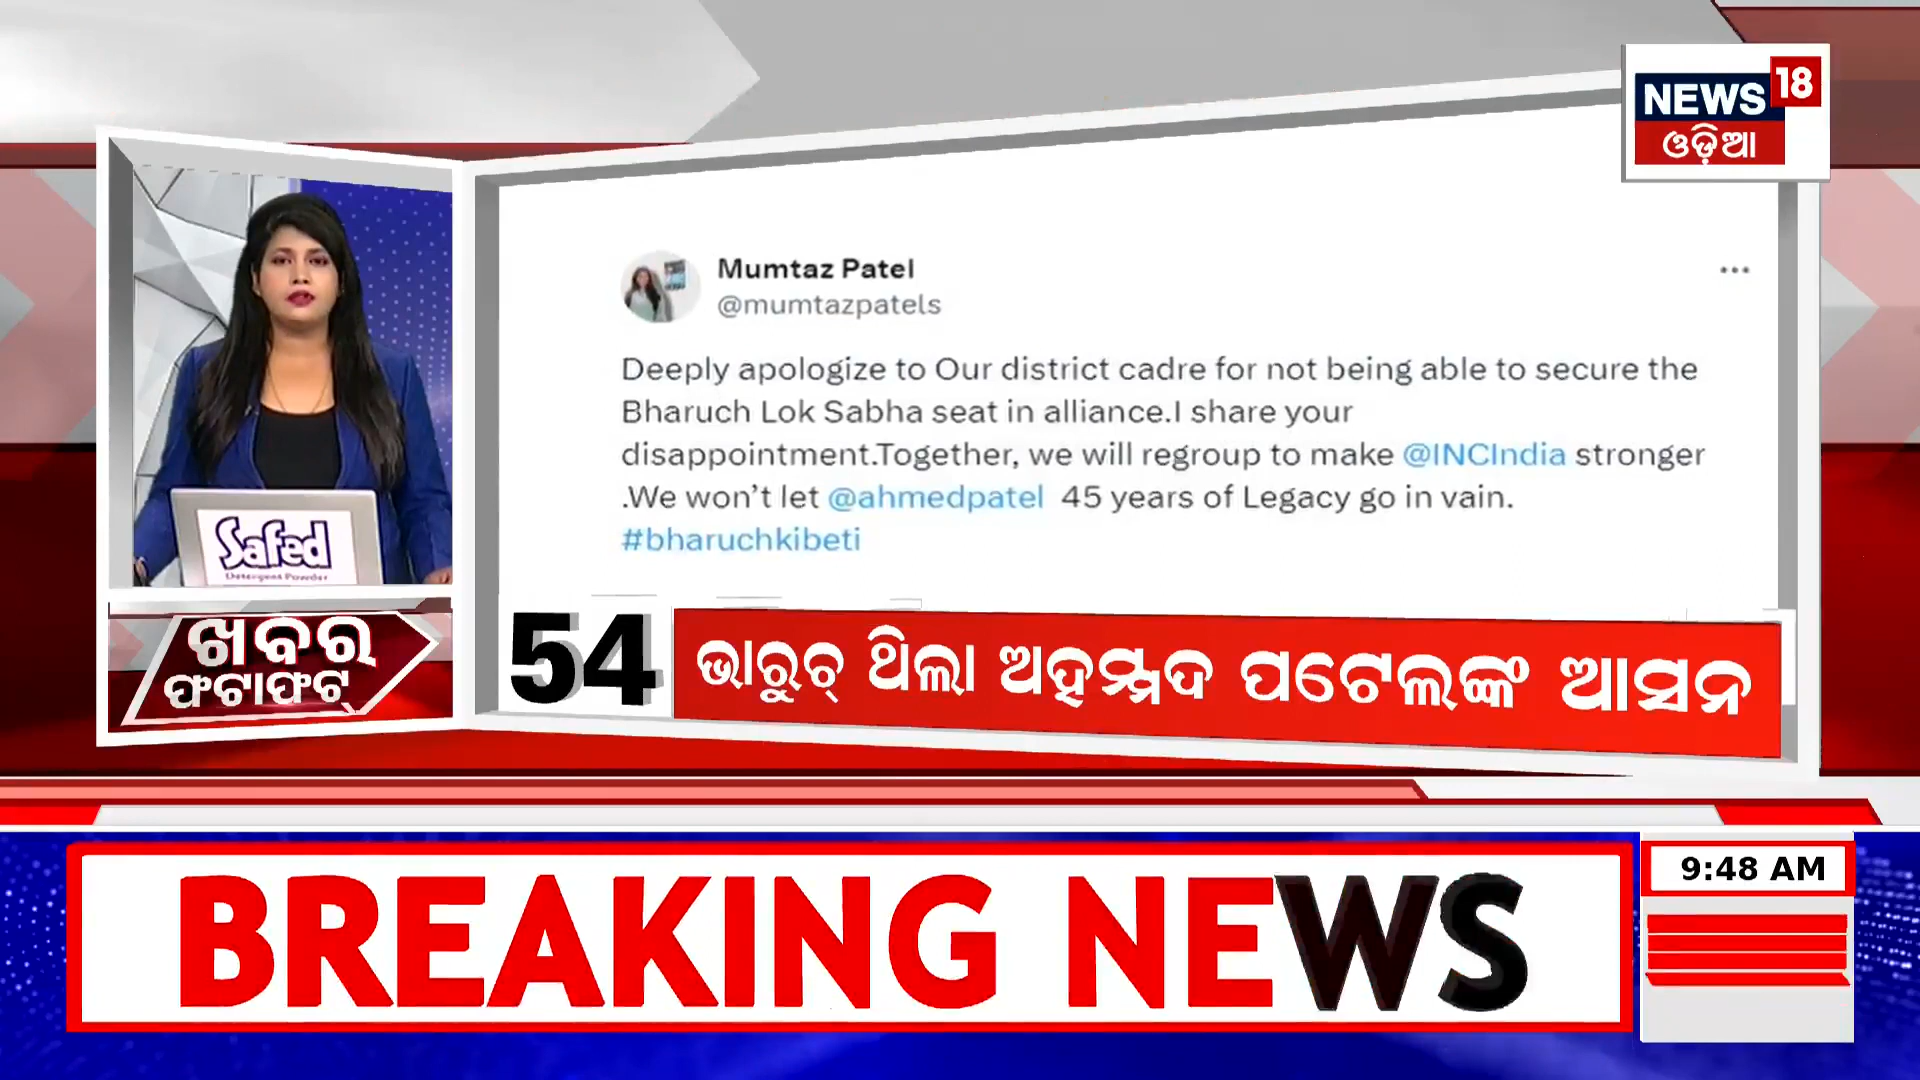 NEWS 18
ଓଡ଼ିଆ
Mumtaz Patel
@mumtazpatels
Deeply apologize to Our district cadre for not being able to secure the
Bharuch Lok Sabha seat in alliance.I share your
disappointment.Together, we will regroup to make @INCIndia stronger
.We won’t let @ahmedpatel 45 years of Legacy go in vain.
#bharuchkibeti
Safed
Detergent Powder
ଖବର
ଫଟାଫଟ୍
54
ଭାରୁଚ୍ ଥିଲା ଅହମ୍ମଦ ପଟେଲଙ୍କ ଆସନ
BREAKING NEWS
9:48 AM